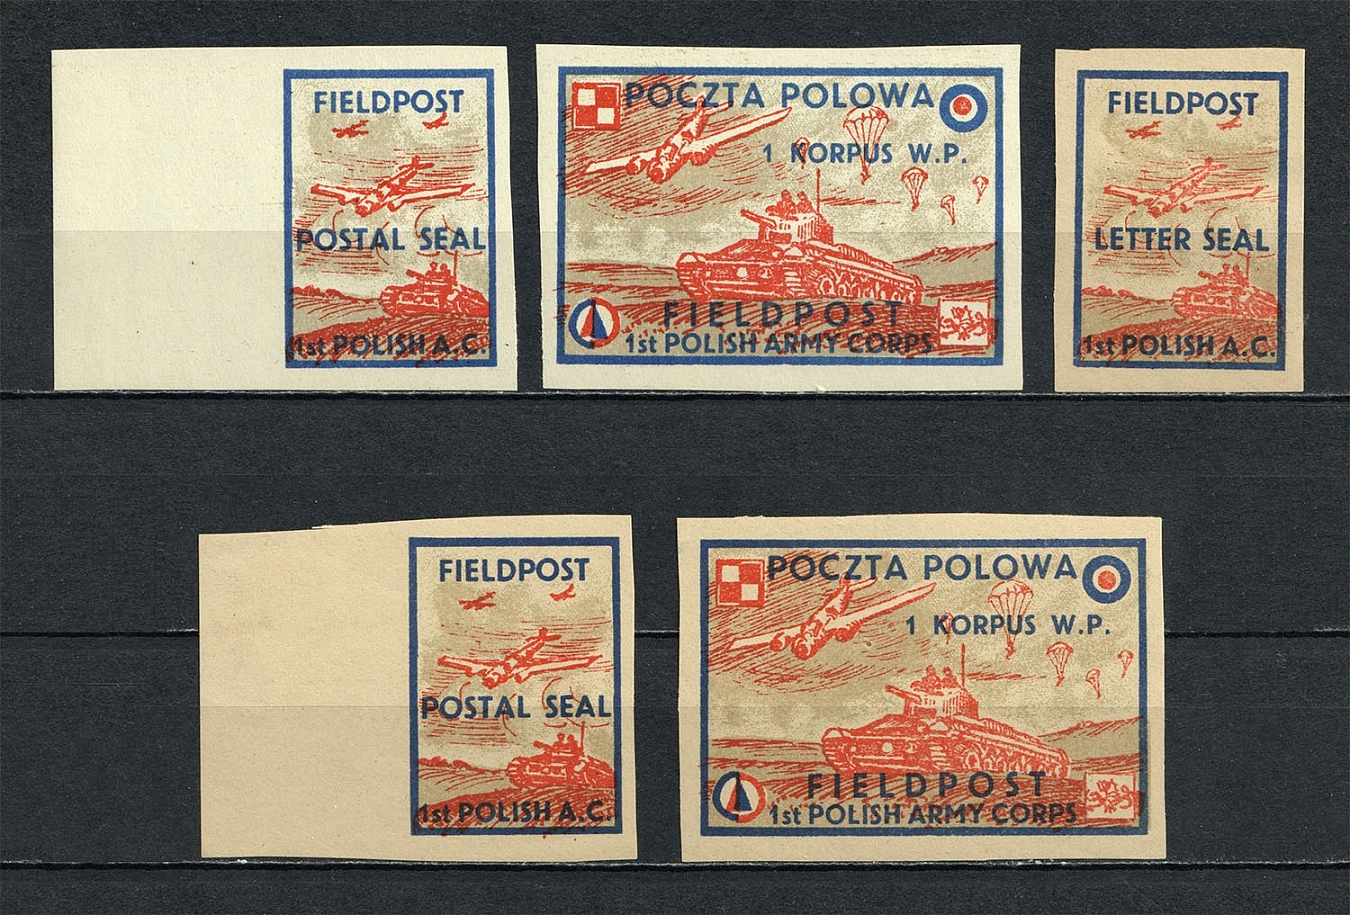 FIELDPOST
POSTAL SEAL
1st POLISH A.C.
POCZTA POLOWA
1 KORPUS W.P.
FIELDPOST
1st POLISH ARMY CORPS
FIELDPOST
LETTER SEAL
1st POLISH A.C.
FIELDPOST
POSTAL SEAL
1st POLISH A.C.
POCZTA POLOWA
1 KORPUS W.P.
FIELDPOST
1st POLISH ARMY CORPS